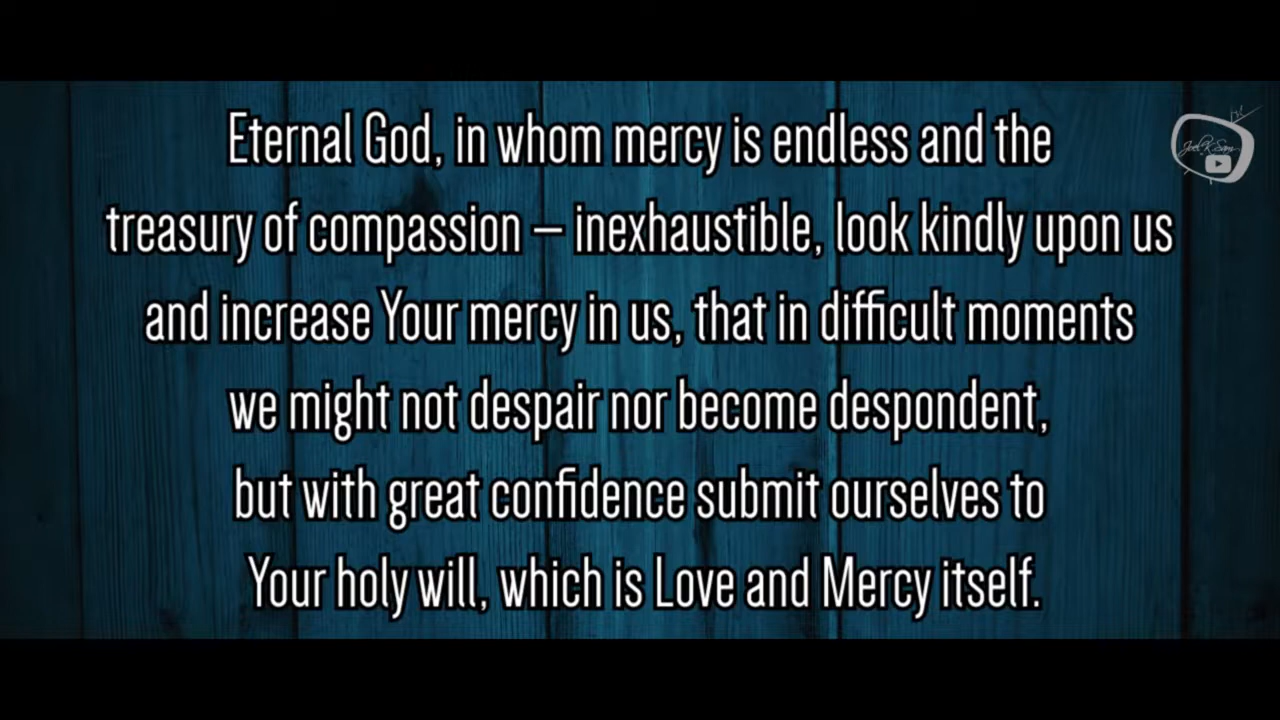 Eternal God, in whom mercy is endless and the
treasury of compassion – inexhaustible, look kindly upon us
and increase Your mercy in us, that in difficult moments
we might not despair nor become despondent,
but with great confidence submit ourselves to
Your holy will, which is Love and Mercy itself.
Joel K Sam